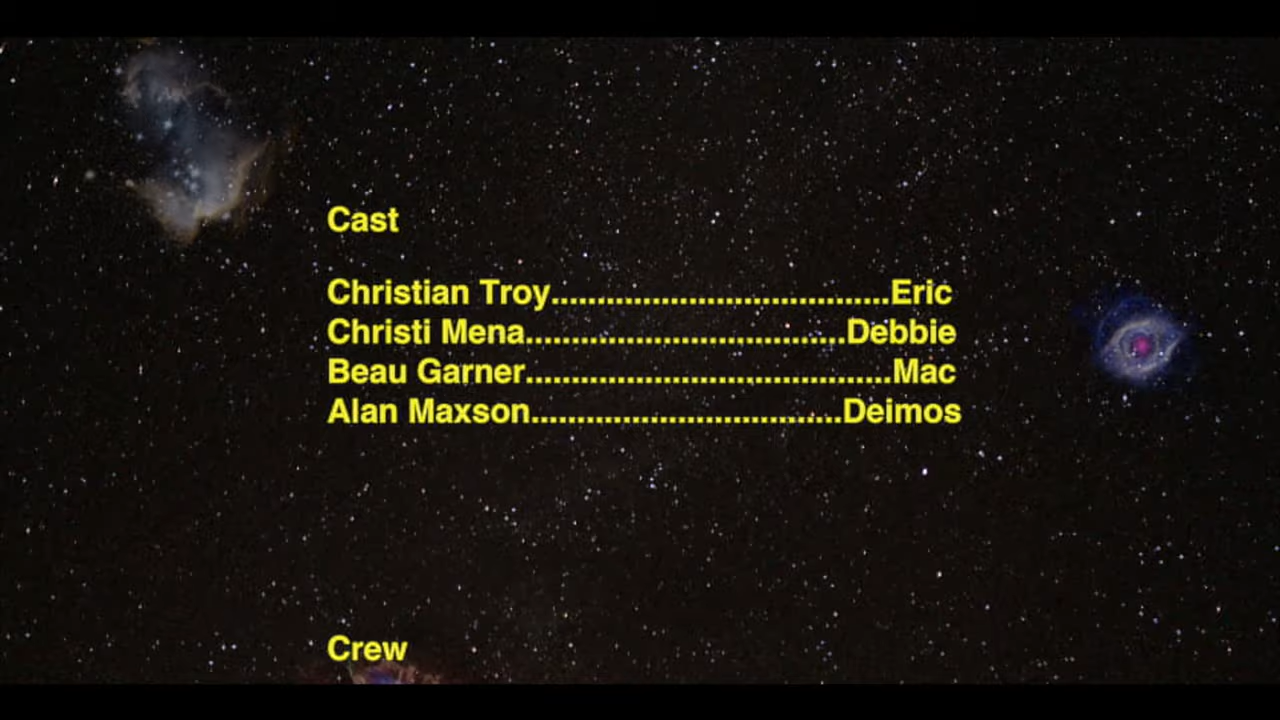 Cast
Christian Troy.....................................Eric
Christi Mena...................................Debbie
Beau Garner........................................Mac
Alan Maxson..................................Deimos
Crew